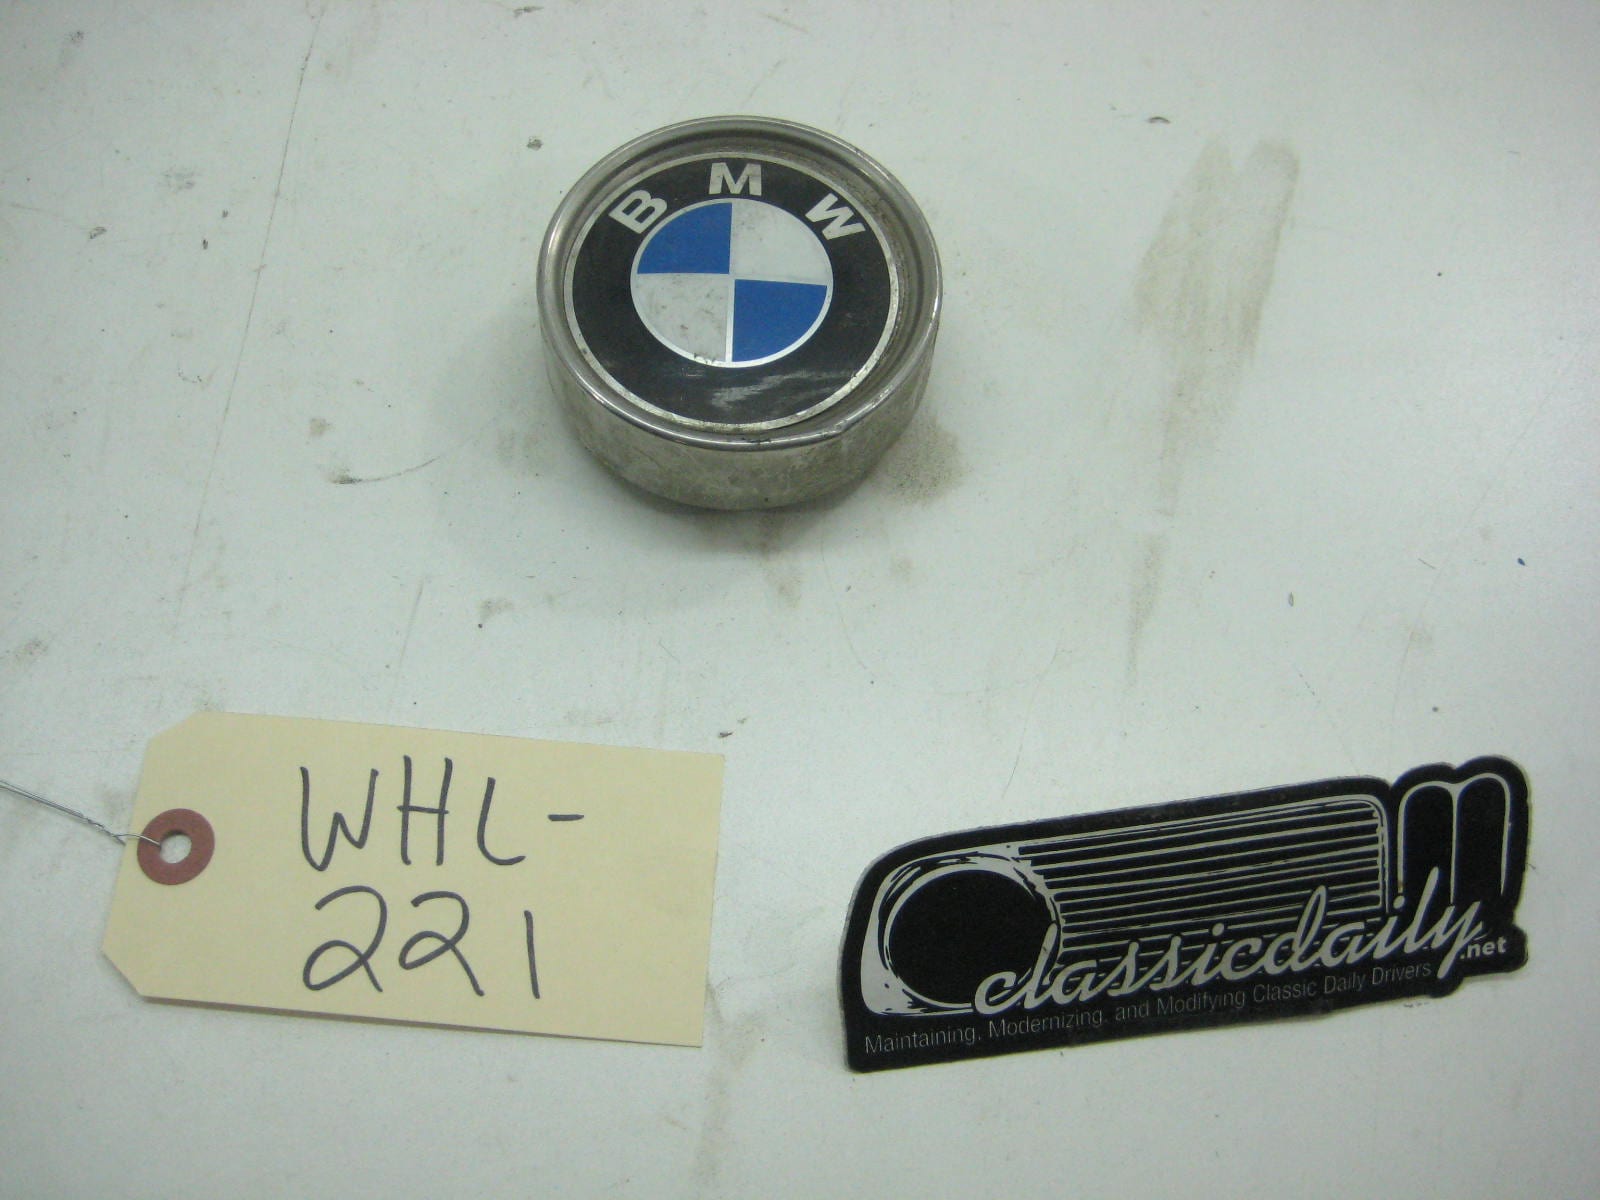 BMW
WHL-
221
classicdaily.net
Maintaining, Modernizing, and Modifying Classic Daily Drivers